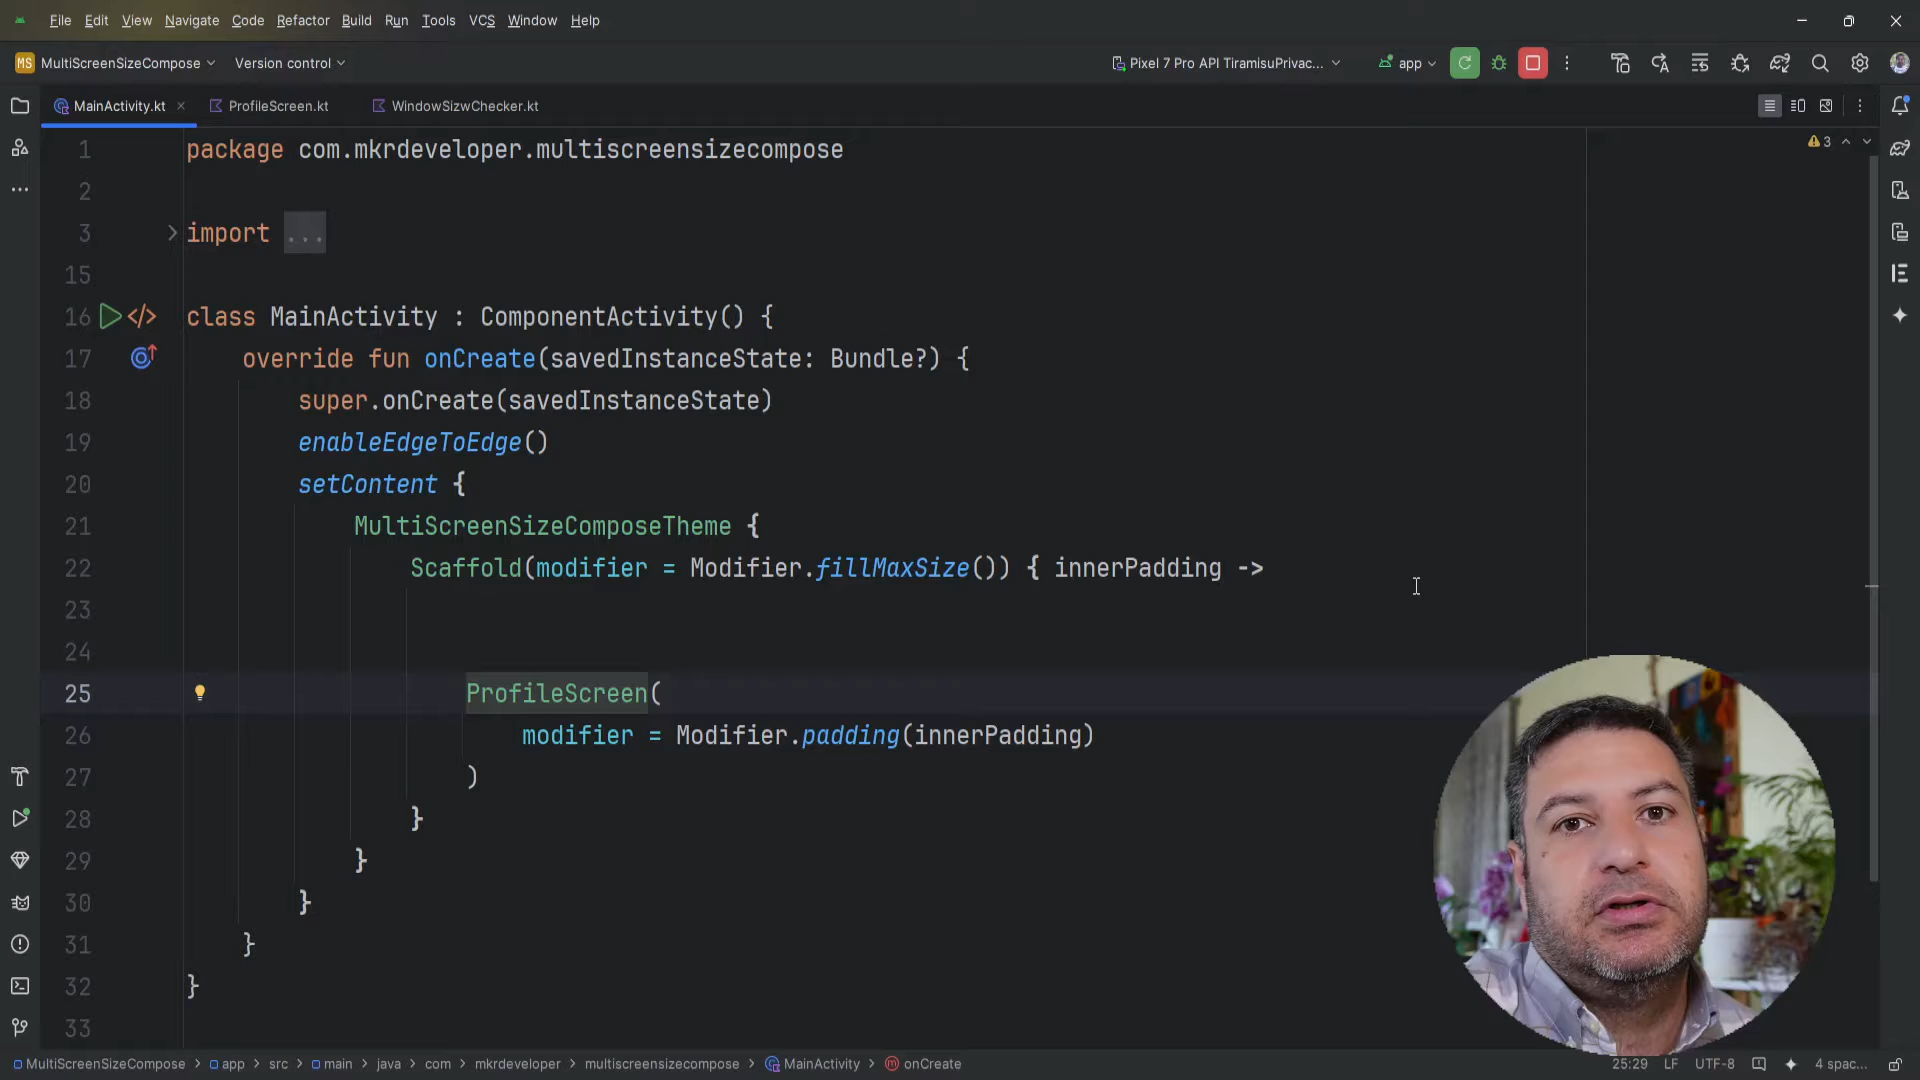 File Edit View Navigate Code Refactor Build Run Tools VCS Window Help
MS MultiScreenSizeCompose Version control Pixel 7 Pro API TiramisuPrivac... app
MainActivity.kt ProfileScreen.kt WindowSizwChecker.kt
1 package com.mkrdeveloper.multiscreensizecompose
3
2
3 import ...
15
16 class MainActivity : ComponentActivity() {
17 override fun onCreate(savedInstanceState: Bundle?) {
18 super.onCreate(savedInstanceState)
19 enableEdgeToEdge()
20 setContent {
21 MultiScreenSizeComposeTheme {
22 Scaffold(modifier = Modifier.fillMaxSize()) { innerPadding ->
23
24
25 ProfileScreen(
26 modifier = Modifier.padding(innerPadding)
27 )
28 }
29 }
30 }
31 }
32 }
33
MultiScreenSizeCompose > app > src > main > java > com > mkrdeveloper > multiscreensizecompose > MainActivity > onCreate 25:29 LF UTF-8 4 spac...